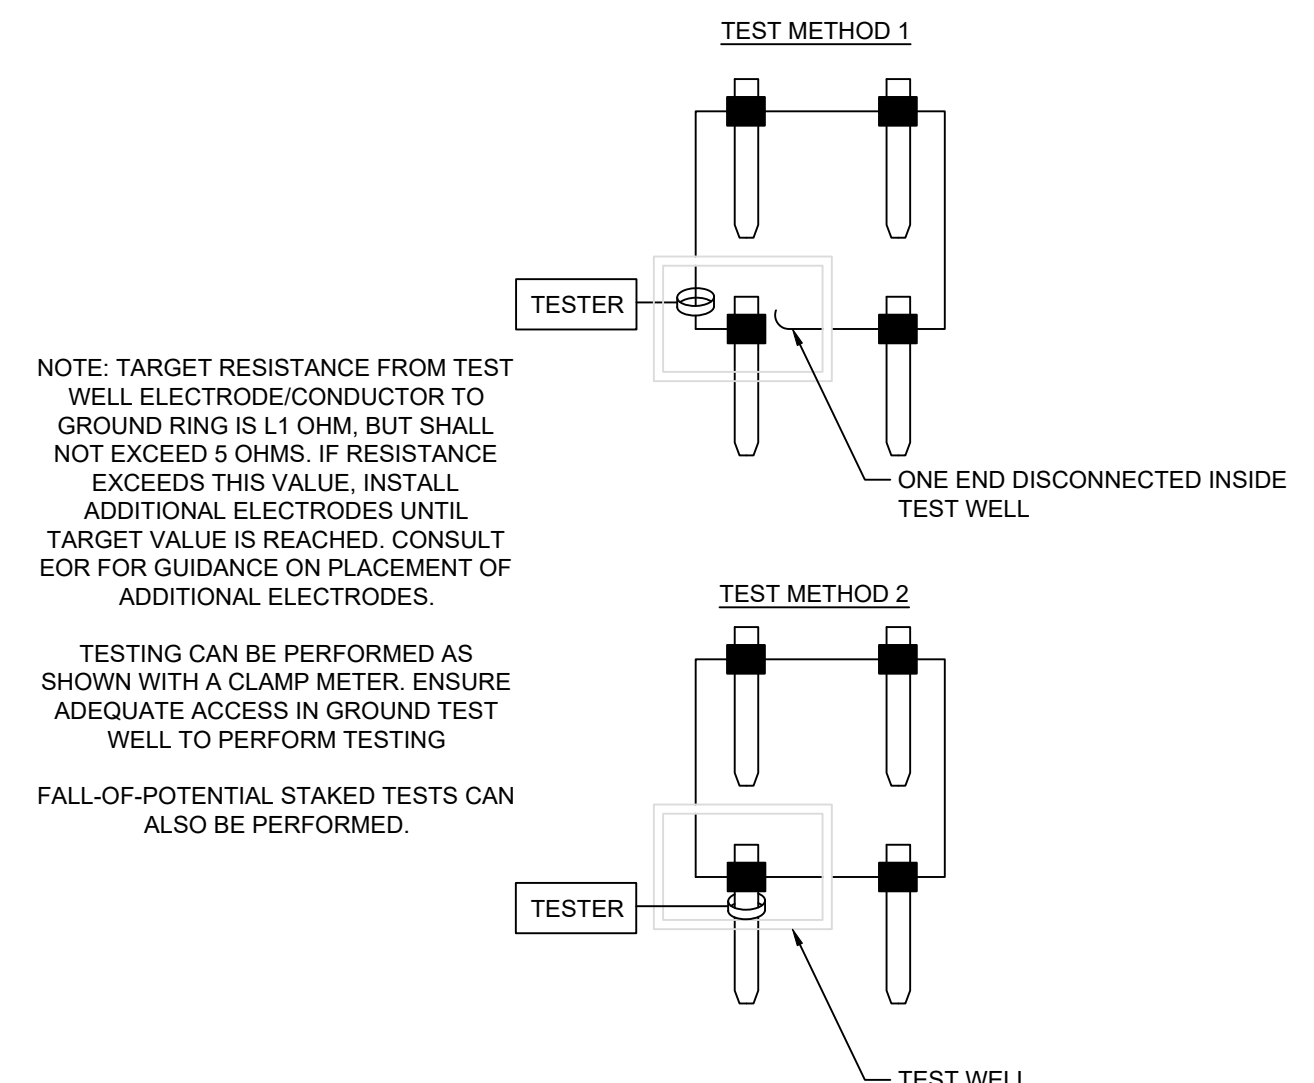 TEST METHOD 1
TESTER
NOTE: TARGET RESISTANCE FROM TEST
WELL ELECTRODE/CONDUCTOR TO
GROUND RING IS L1 OHM, BUT SHALL
NOT EXCEED 5 OHMS. IF RESISTANCE
EXCEEDS THIS VALUE, INSTALL
ADDITIONAL ELECTRODES UNTIL
TARGET VALUE IS REACHED. CONSULT
EOR FOR GUIDANCE ON PLACEMENT OF
ADDITIONAL ELECTRODES.
TESTING CAN BE PERFORMED AS
SHOWN WITH A CLAMP METER. ENSURE
ADEQUATE ACCESS IN GROUND TEST
WELL TO PERFORM TESTING
FALL-OF-POTENTIAL STAKED TESTS CAN
ALSO BE PERFORMED.
ONE END DISCONNECTED INSIDE
TEST WELL
TEST METHOD 2
TESTER
TEST WELL